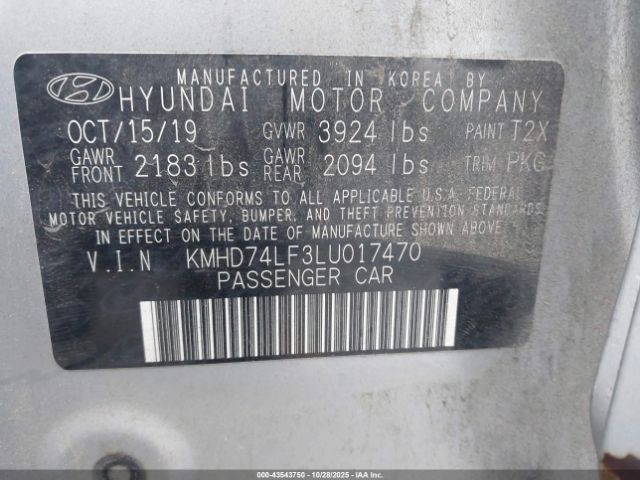 MANUFACTURED IN KOREA BY
HYUNDAI MOTOR COMPANY
OCT/15/19 GVWR 3924 lbs PAINT T2X
GAWR FRONT 2183 lbs GAWR REAR 2094 lbs TRIM PKG
THIS VEHICLE CONFORMS TO ALL APPLICABLE U.S.A. FEDERAL
MOTOR VEHICLE SAFETY, BUMPER, AND THEFT PREVENTION STANDARDS
IN EFFECT ON THE DATE OF MANUFACTURE SHOWN ABOVE.
V.I.N KMHD74LF3LU017470
PASSENGER CAR
000-43543750 | 10/28/2025 | Copart